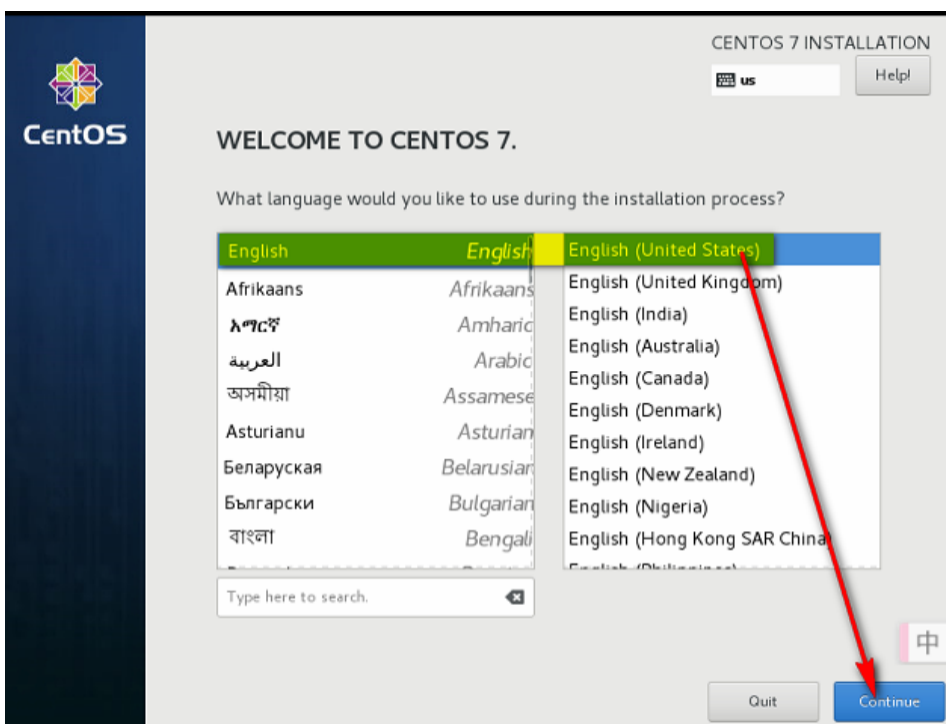 CENTOS 7 INSTALLATION
us
Help!
CentOS
WELCOME TO CENTOS 7.
What language would you like to use during the installation process?
English English English (United States)
Afrikaans Afrikaans English (United Kingdom)
አማርኛ Amharic English (India)
العربية Arabic English (Australia)
অসমীয়া Assamese English (Canada)
Asturianu Asturian English (Denmark)
Беларуская Belarusian English (Ireland)
Български Bulgarian English (New Zealand)
বাংলা Bengali English (Nigeria)
English (Hong Kong SAR China)
English (Philippines)
Type here to search.
中
Quit Continue